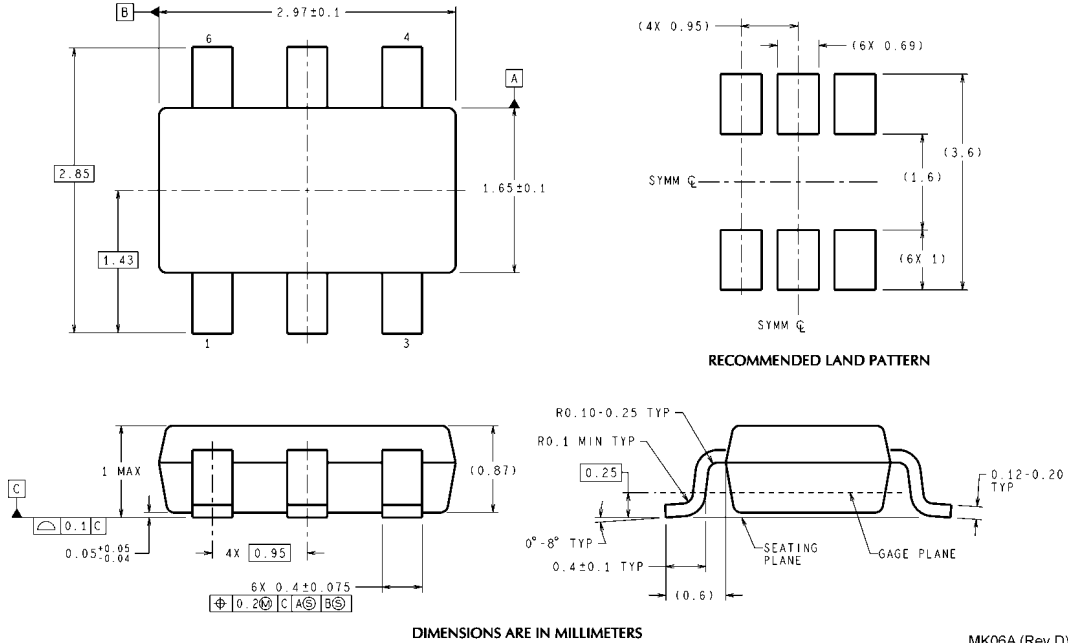 B
2.97±0.1
6
4
A
2.85
1.65±0.1
1.43
1
3
(4X 0.95)
(6X 0.69)
(3.6)
(1.6)
SYMM ℄
(6X 1)
SYMM ℄
RECOMMENDED LAND PATTERN
1 MAX
(0.87)
C
⌓ 0.1 C
0.05 +0.05 -0.04
4X 0.95
6X 0.4±0.075
⌖ 0.2Ⓜ C AⓈ BⓈ
R0.10-0.25 TYP
R0.1 MIN TYP
0.25
0.12-0.20
TYP
0°-8° TYP
SEATING
PLANE
GAGE PLANE
0.4±0.1 TYP
(0.6)
DIMENSIONS ARE IN MILLIMETERS
MK06A (Rev D)